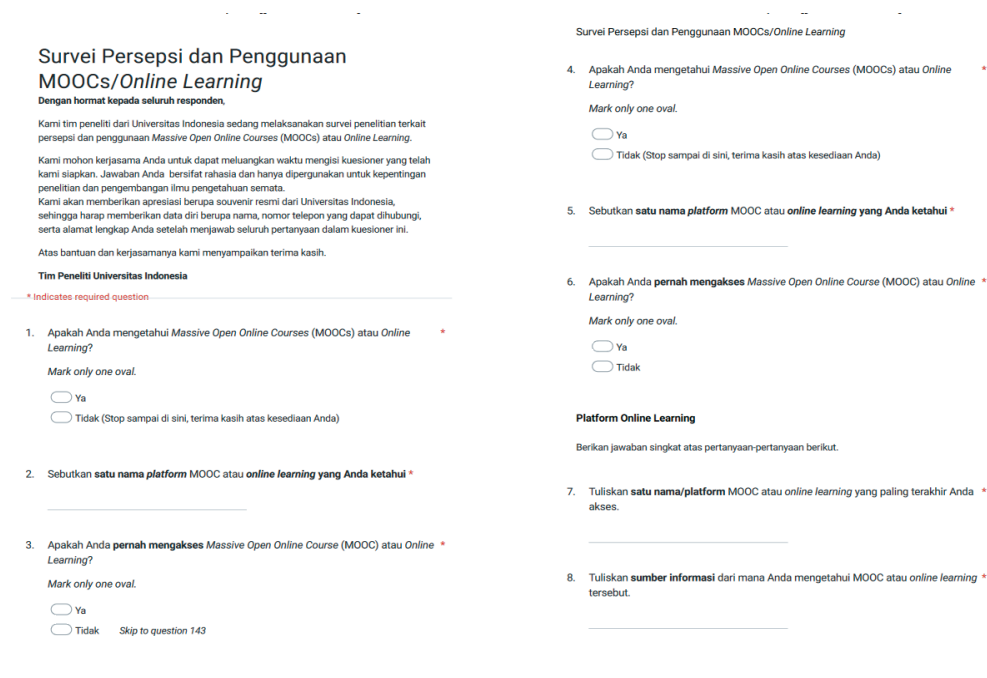 Survei Persepsi dan Penggunaan
MOOCs/Online Learning
Dengan hormat kepada seluruh responden,
Kami tim peneliti dari Universitas Indonesia sedang melaksanakan survei penelitian terkait
persepsi dan penggunaan Massive Open Online Courses (MOOCs) atau Online Learning.
Kami mohon kerjasama Anda untuk dapat meluangkan waktu mengisi kuesioner yang telah
kami siapkan. Jawaban Anda bersifat rahasia dan hanya dipergunakan untuk kepentingan
penelitian dan pengembangan ilmu pengetahuan semata.
Kami akan memberikan apresiasi berupa souvenir resmi dari Universitas Indonesia,
sehingga harap memberikan data diri berupa nama, nomor telepon yang dapat dihubungi,
serta alamat lengkap Anda setelah menjawab seluruh pertanyaan dalam kuesioner ini.
Atas bantuan dan kerjasamanya kami menyampaikan terima kasih.
Tim Peneliti Universitas Indonesia
* Indicates required question
1. Apakah Anda mengetahui Massive Open Online Courses (MOOCs) atau Online *
Learning?
Mark only one oval.
Ya
Tidak (Stop sampai di sini, terima kasih atas kesediaan Anda)
2. Sebutkan satu nama platform MOOC atau online learning yang Anda ketahui *
3. Apakah Anda pernah mengakses Massive Open Online Course (MOOC) atau Online *
Learning?
Mark only one oval.
Ya
Tidak Skip to question 143
Survei Persepsi dan Penggunaan MOOCs/Online Learning
4. Apakah Anda mengetahui Massive Open Online Courses (MOOCs) atau Online *
Learning?
Mark only one oval.
Ya
Tidak (Stop sampai di sini, terima kasih atas kesediaan Anda)
5. Sebutkan satu nama platform MOOC atau online learning yang Anda ketahui *
6. Apakah Anda pernah mengakses Massive Open Online Course (MOOC) atau Online *
Learning?
Mark only one oval.
Ya
Tidak
Platform Online Learning
Berikan jawaban singkat atas pertanyaan-pertanyaan berikut.
7. Tuliskan satu nama/platform MOOC atau online learning yang paling terakhir Anda *
akses.
8. Tuliskan sumber informasi dari mana Anda mengetahui MOOC atau online learning *
tersebut.